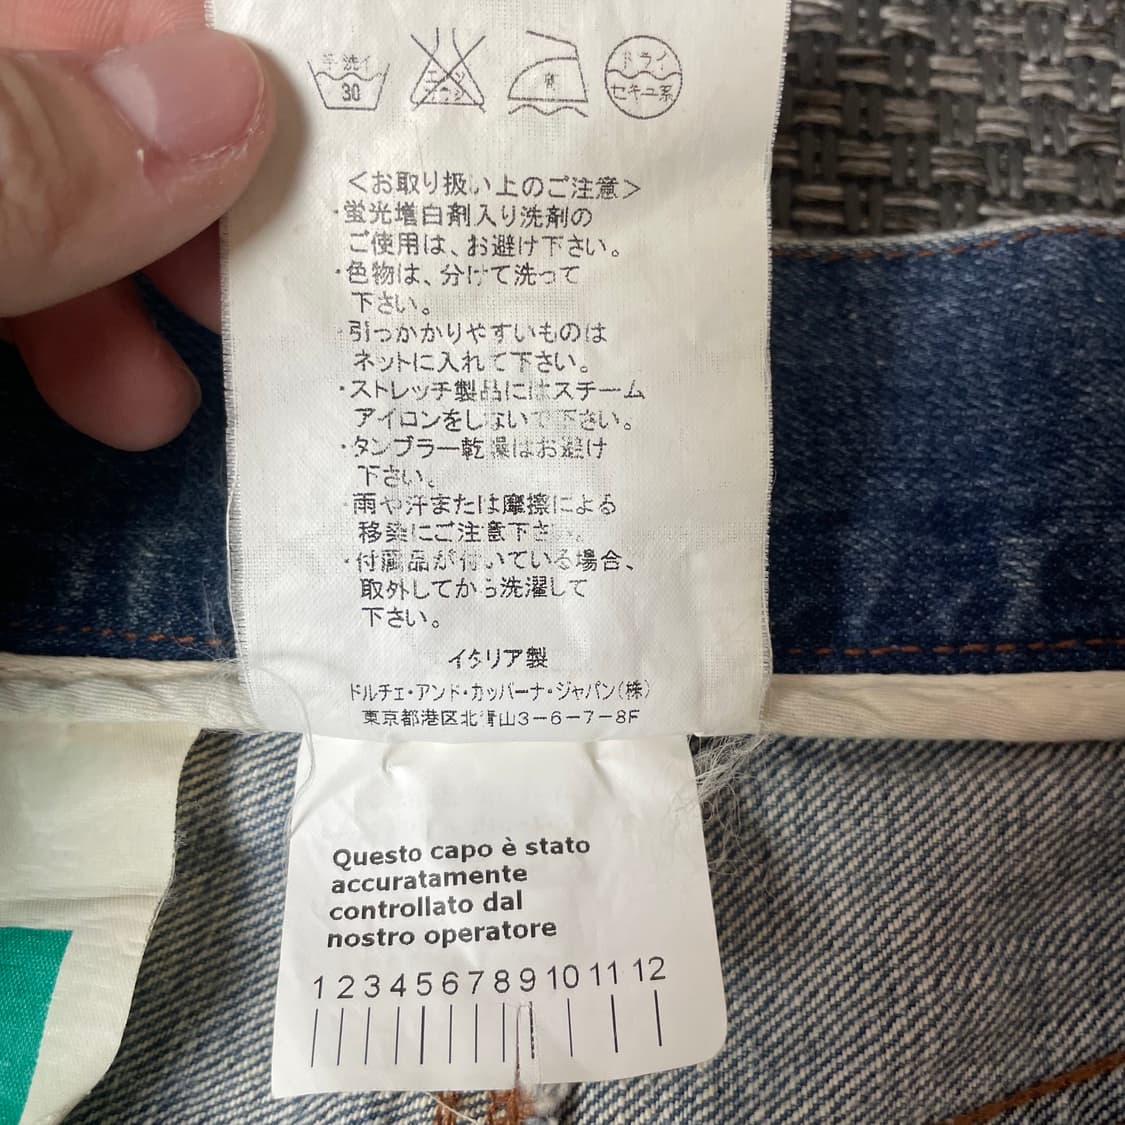 手洗イ
30
エンソ
サラシ
中
ドライ
セキユ系
<お取り扱い上のご注意>
・蛍光増白剤入り洗剤の
ご使用は、お避け下さい。
・色物は、分けて洗って
下さい。
・引っかかりやすいものは
ネットに入れて下さい。
・ストレッチ製品にはスチーム
アイロンをしないで下さい。
・タンブラー乾燥はお避け
下さい。
・雨や汗または摩擦による
移染にご注意下さい。
・付属品が付いている場合、
取外してから洗濯して
下さい。
イタリア製
ドルチェ・アンド・カッバーナ・ジャパン(株)
東京都港区北青山3-6-7-8F
Questo capo è stato
accuratamente
controllato dal
nostro operatore
1 2 3 4 5 6 7 8 9 10 11 12